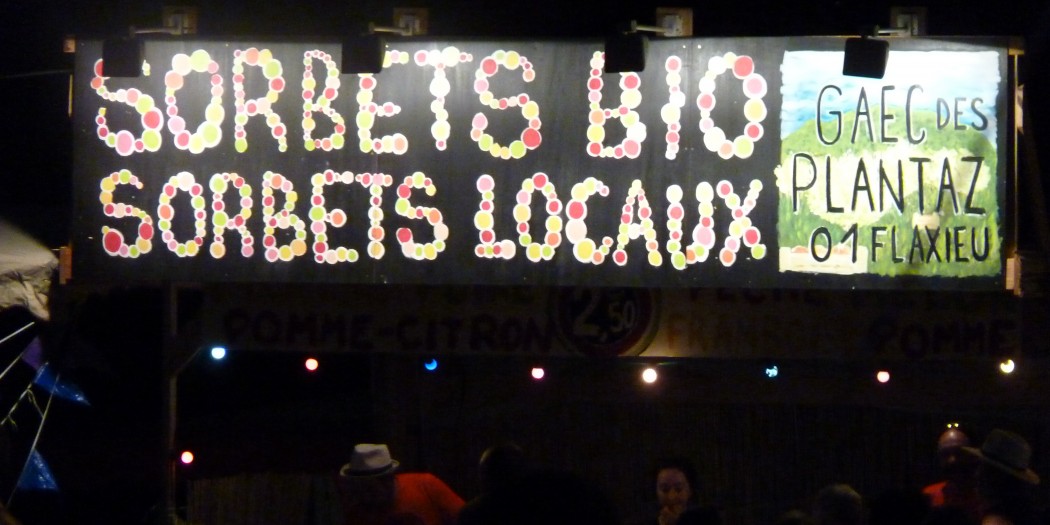 SORBETS BIO
SORBETS LOCAUX
GAEC DES
PLANTAZ
01 FLAXIEU
POMME-CITRON
2,50
POMME